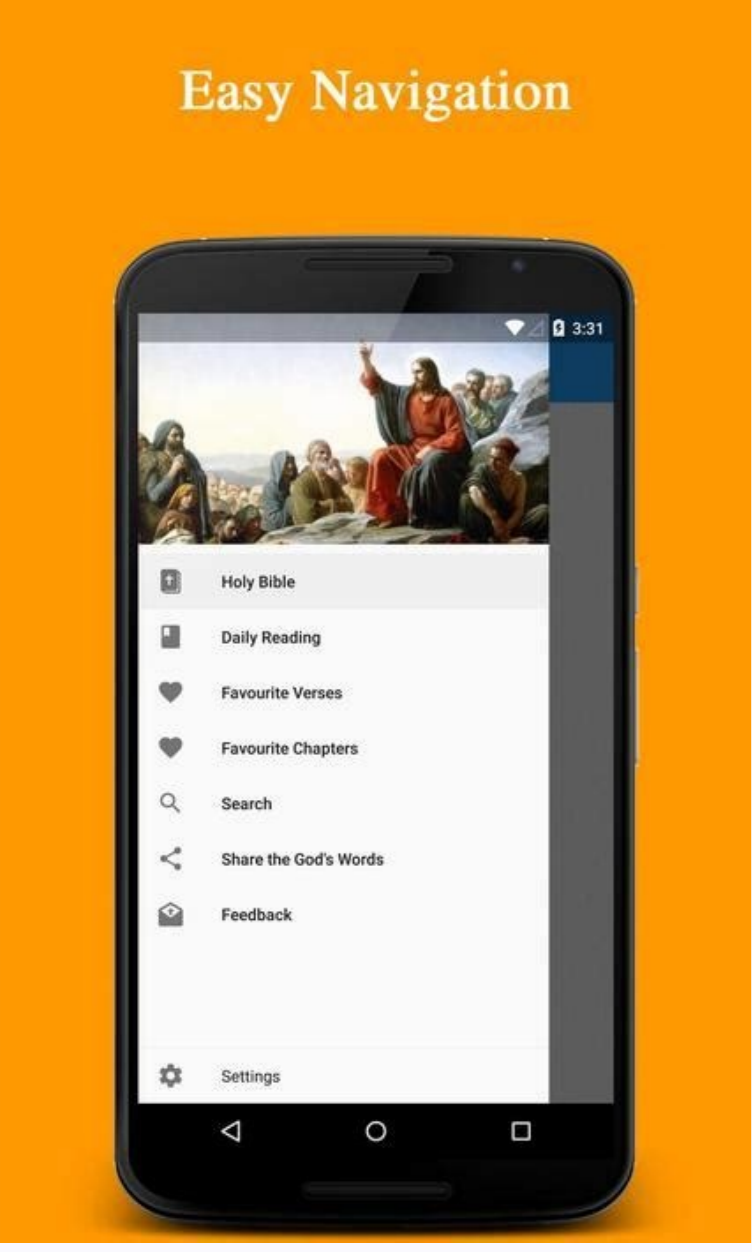 Easy Navigation
3:31
Holy Bible
Daily Reading
Favourite Verses
Favourite Chapters
Search
Share the God's Words
Feedback
Settings